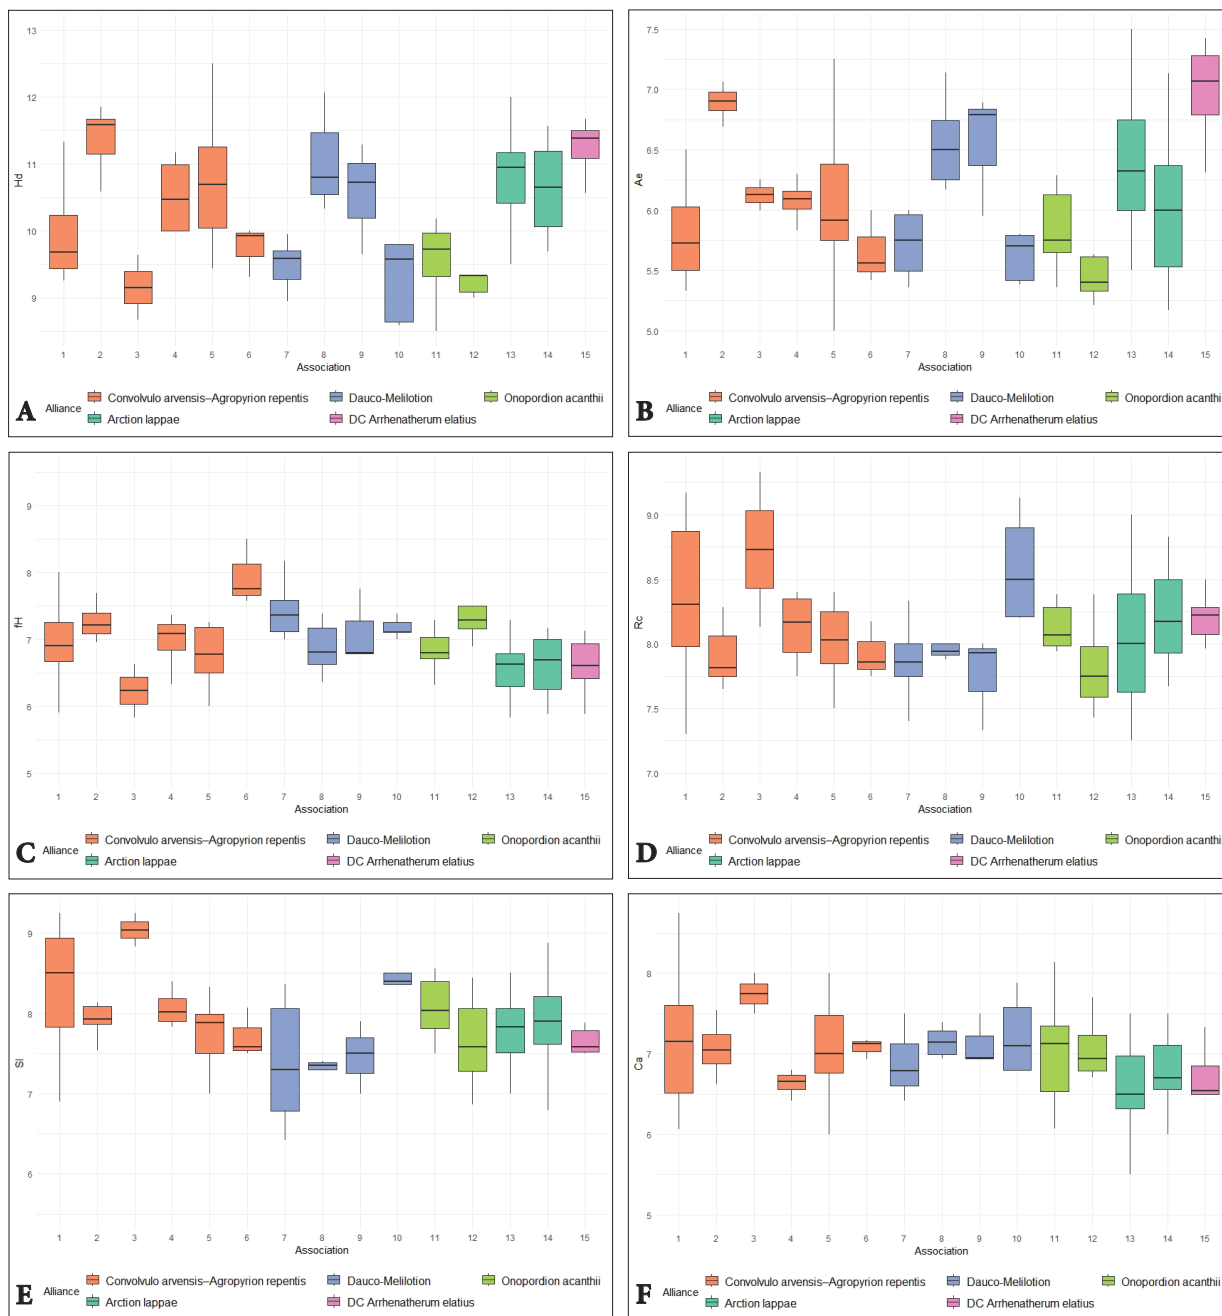 13
12
11
10
9
Hd
1 2 3 4 5 6 7 8 9 10 11 12 13 14 15
Association
A Alliance
Convolvulo arvensis–Agropyrion repentis Dauco-Melilotion Onopordion acanthii
Arction lappae DC Arrhenatherum elatius
7.5
7.0
6.5
6.0
5.5
5.0
Ae
1 2 3 4 5 6 7 8 9 10 11 12 13 14 15
Association
B Alliance
Convolvulo arvensis–Agropyrion repentis Dauco-Melilotion Onopordion acanthii
Arction lappae DC Arrhenatherum elatius
9
8
7
6
5
fH
1 2 3 4 5 6 7 8 9 10 11 12 13 14 15
Association
C Alliance
Convolvulo arvensis–Agropyrion repentis Dauco-Melilotion Onopordion acanthii
Arction lappae DC Arrhenatherum elatius
9.0
8.5
8.0
7.5
7.0
Rc
1 2 3 4 5 6 7 8 9 10 11 12 13 14 15
Association
D Alliance
Convolvulo arvensis–Agropyrion repentis Dauco-Melilotion Onopordion acanthii
Arction lappae DC Arrhenatherum elatius
9
8
7
6
Sl
1 2 3 4 5 6 7 8 9 10 11 12 13 14 15
Association
E Alliance
Convolvulo arvensis–Agropyrion repentis Dauco-Melilotion Onopordion acanthii
Arction lappae DC Arrhenatherum elatius
8
7
6
5
Ca
1 2 3 4 5 6 7 8 9 10 11 12 13 14 15
Association
F Alliance
Convolvulo arvensis–Agropyrion repentis Dauco-Melilotion Onopordion acanthii
Arction lappae DC Arrhenatherum elatius